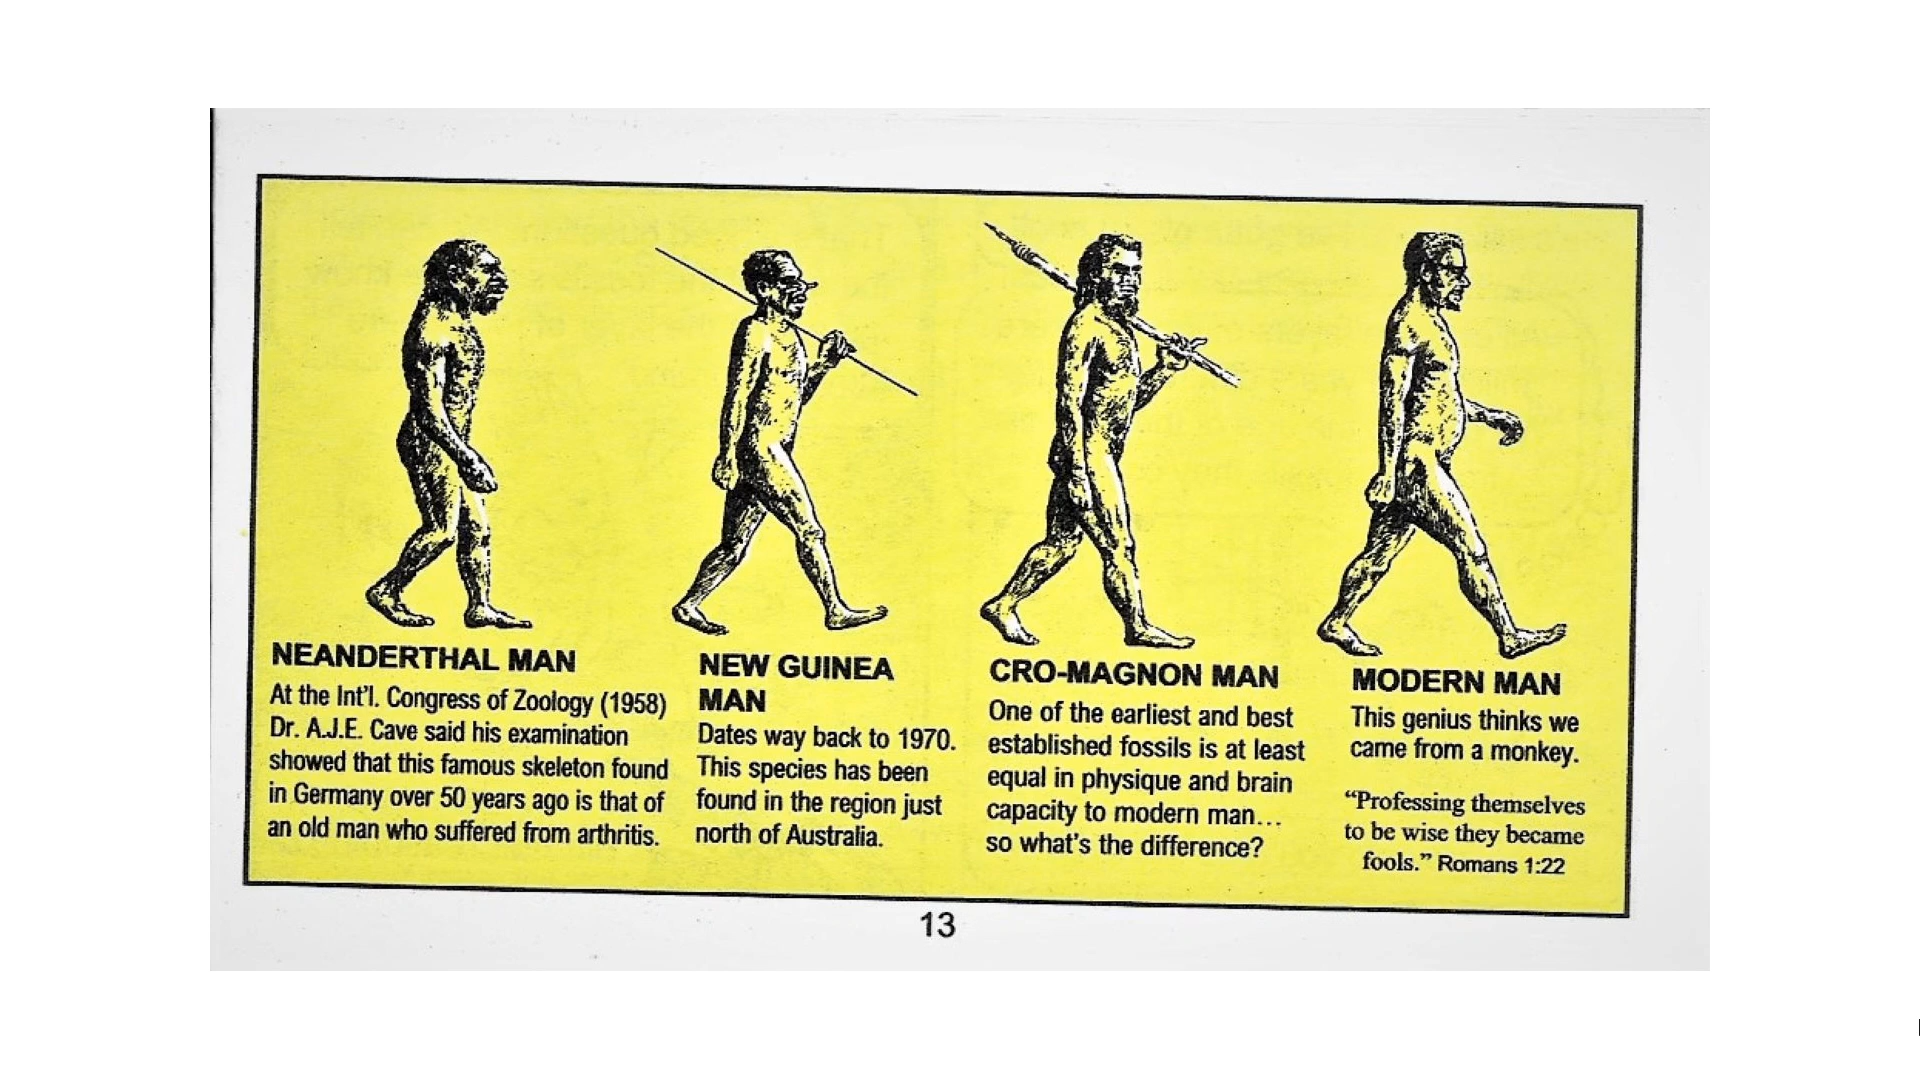 NEANDERTHAL MAN
At the Int'l. Congress of Zoology (1958)
Dr. A.J.E. Cave said his examination
showed that this famous skeleton found
in Germany over 50 years ago is that of
an old man who suffered from arthritis.
NEW GUINEA
MAN
Dates way back to 1970.
This species has been
found in the region just
north of Australia.
CRO-MAGNON MAN
One of the earliest and best
established fossils is at least
equal in physique and brain
capacity to modern man...
so what's the difference?
MODERN MAN
This genius thinks we
came from a monkey.
“Professing themselves
to be wise they became
fools.” Romans 1:22
13